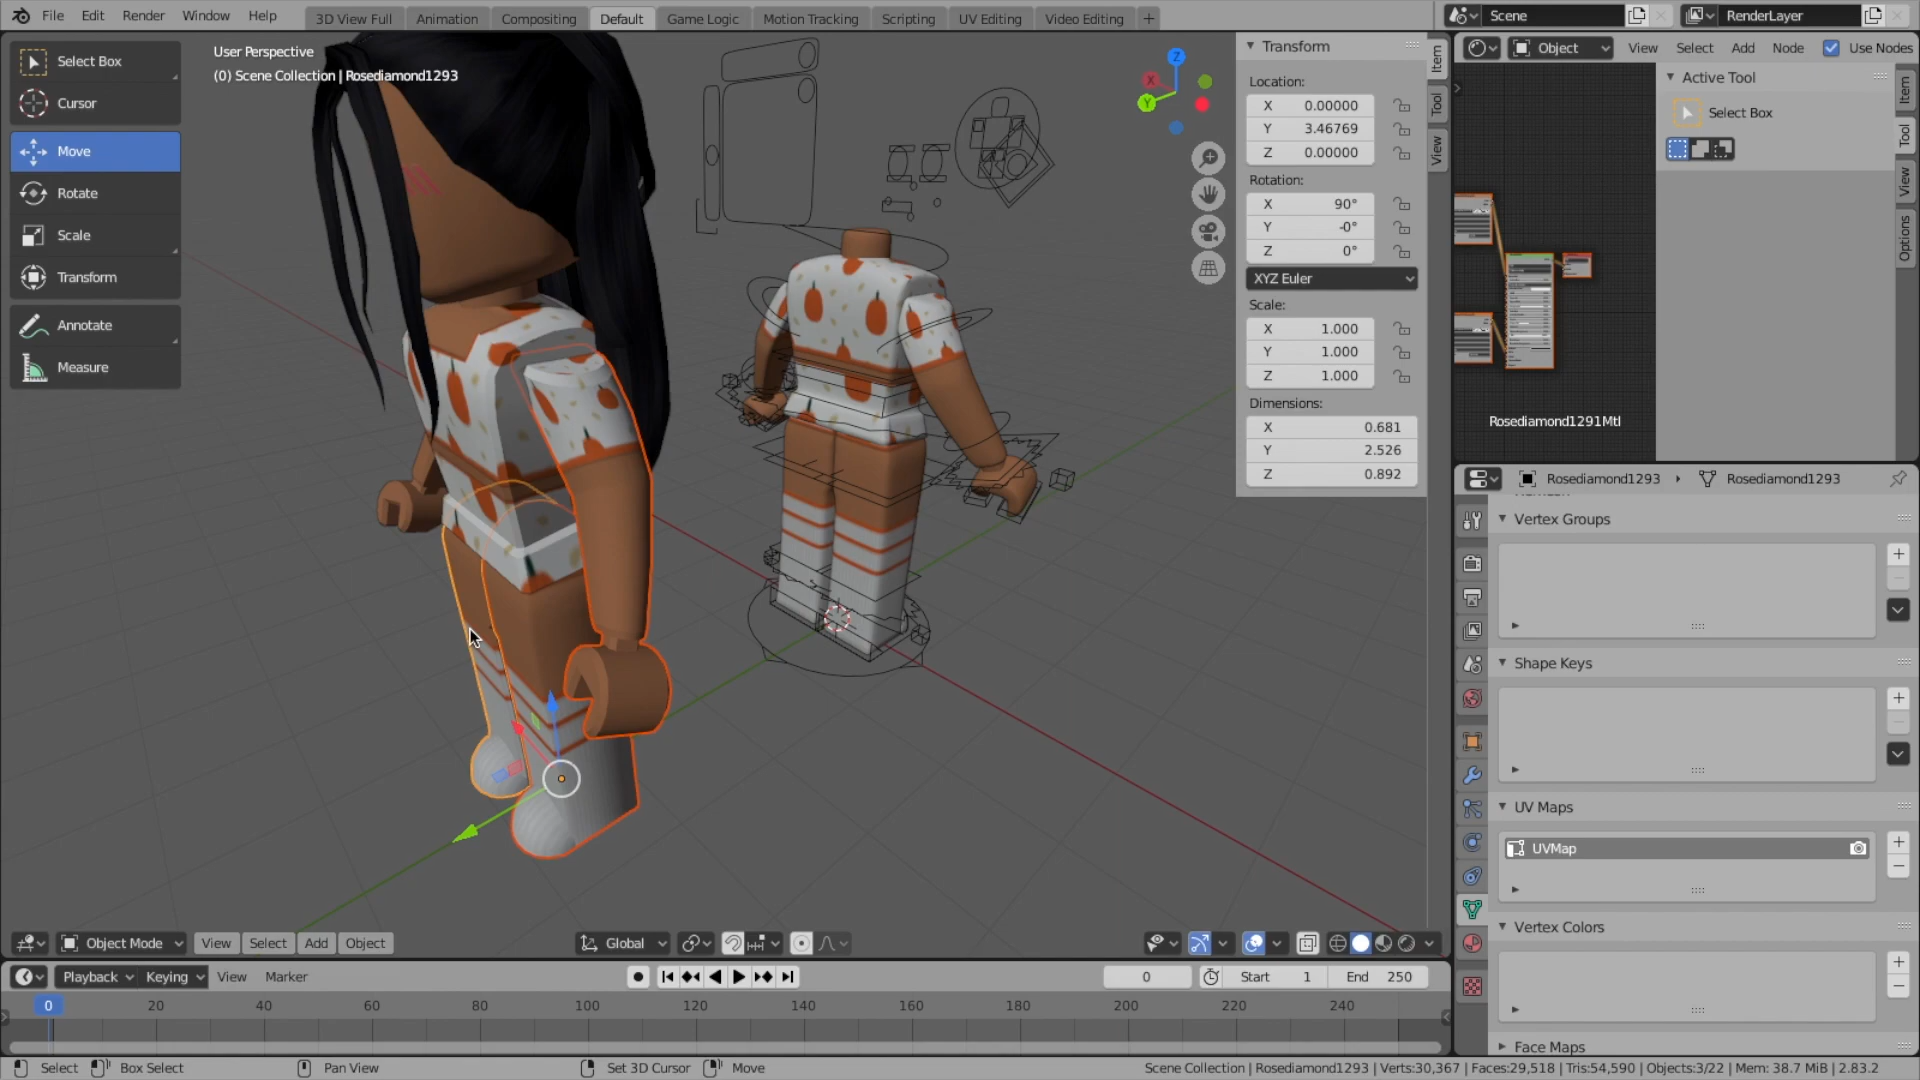 File Edit Render Window Help 3D View Full Animation Compositing Default Game Logic Motion Tracking Scripting UV Editing Video Editing + Scene RenderLayer
Object View Select Add Node Use Nodes
Select Box
Cursor
Move
Rotate
Scale
Transform
Annotate
Measure
User Perspective
(0) Scene Collection | Rosediamond1293
Z
X
Y
Transform
Location:
X 0.00000
Y 3.46769
Z 0.00000
Rotation:
X 90°
Y -0°
Z 0°
XYZ Euler
Scale:
X 1.000
Y 1.000
Z 1.000
Dimensions:
X 0.681
Y 2.526
Z 0.892
Item
Tool
View
Rosediamond1291Mtl
Active Tool
Select Box
Item
Tool
View
Options
Rosediamond1293 Rosediamond1293
Vertex Groups
Shape Keys
UV Maps
UVMap
Vertex Colors
Face Maps
Object Mode View Select Add Object Global
Playback Keying View Marker 0 Start 1 End 250
0 20 40 60 80 100 120 140 160 180 200 220 240
Select Box Select Pan View Set 3D Cursor Move Scene Collection | Rosediamond1293 | Verts:30,367 | Faces:29,518 | Tris:54,590 | Objects:3/22 | Mem: 38.7 MiB | 2.83.2